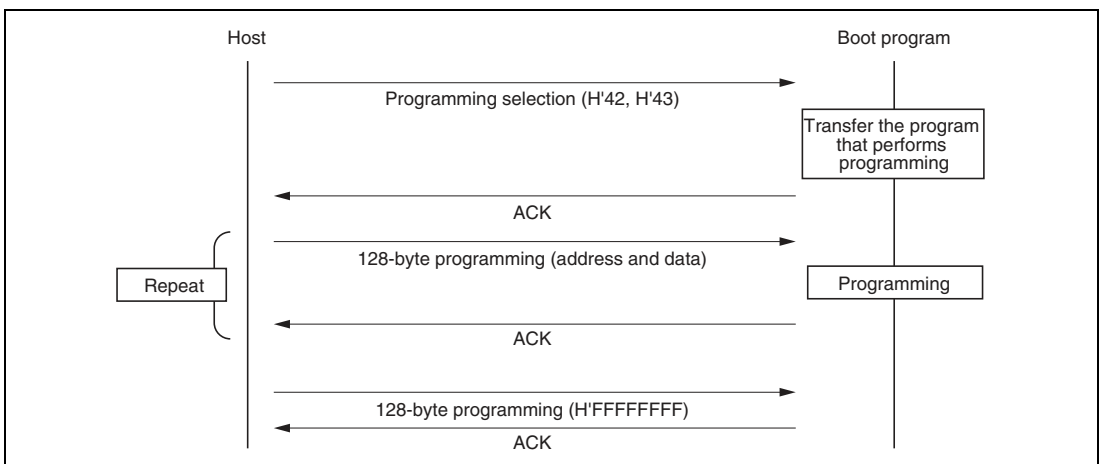 Host
Boot program
Programming selection (H'42, H'43)
Transfer the program
that performs
programming
ACK
128-byte programming (address and data)
Repeat
Programming
ACK
128-byte programming (H'FFFFFFFF)
ACK